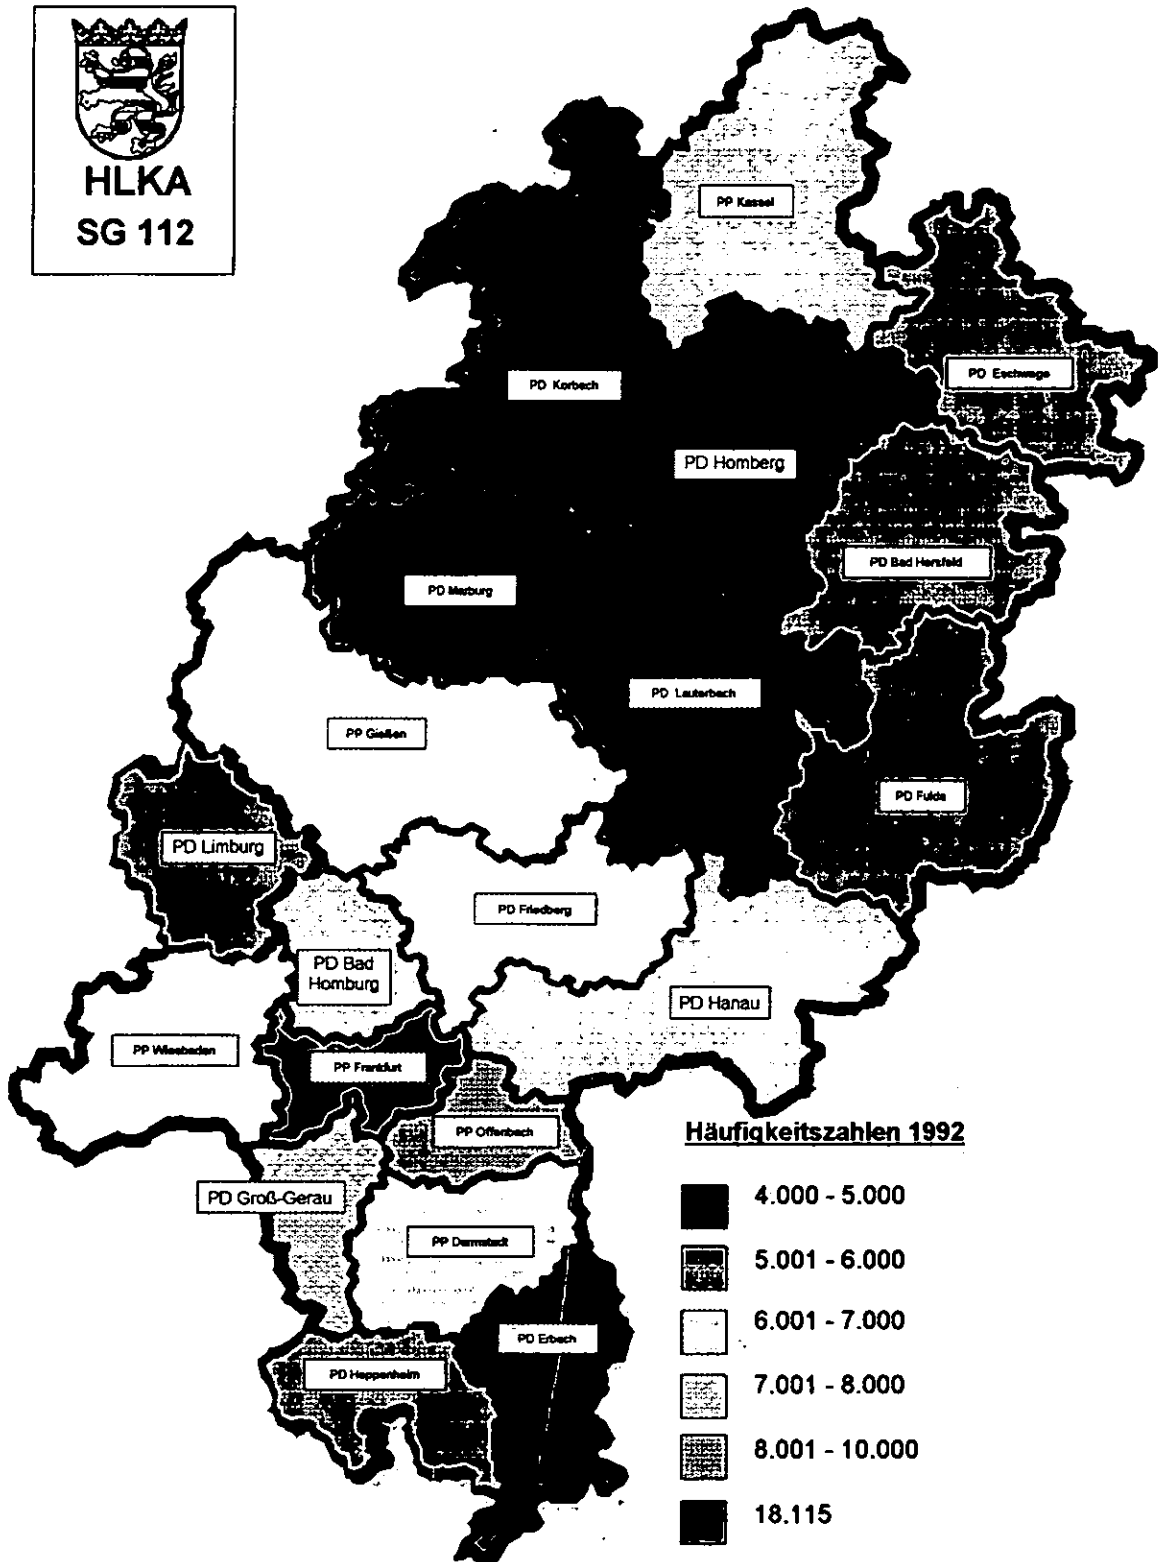 HLKA
SG 112
PP Kassel
PD Eschwege
PD Korbach
PD Homberg
PD Bad Hersfeld
PD Marburg
PD Lauterbach
PP Gießen
PD Fulda
PD Limburg
PD Friedberg
PD Bad
Homburg
PD Hanau
PP Wiesbaden
PP Frankfurt
PP Offenbach
PD Groß-Gerau
PP Darmstadt
PD Erbach
PD Heppenheim
Häufigkeitszahlen 1992
4.000 - 5.000
5.001 - 6.000
6.001 - 7.000
7.001 - 8.000
8.001 - 10.000
18.115